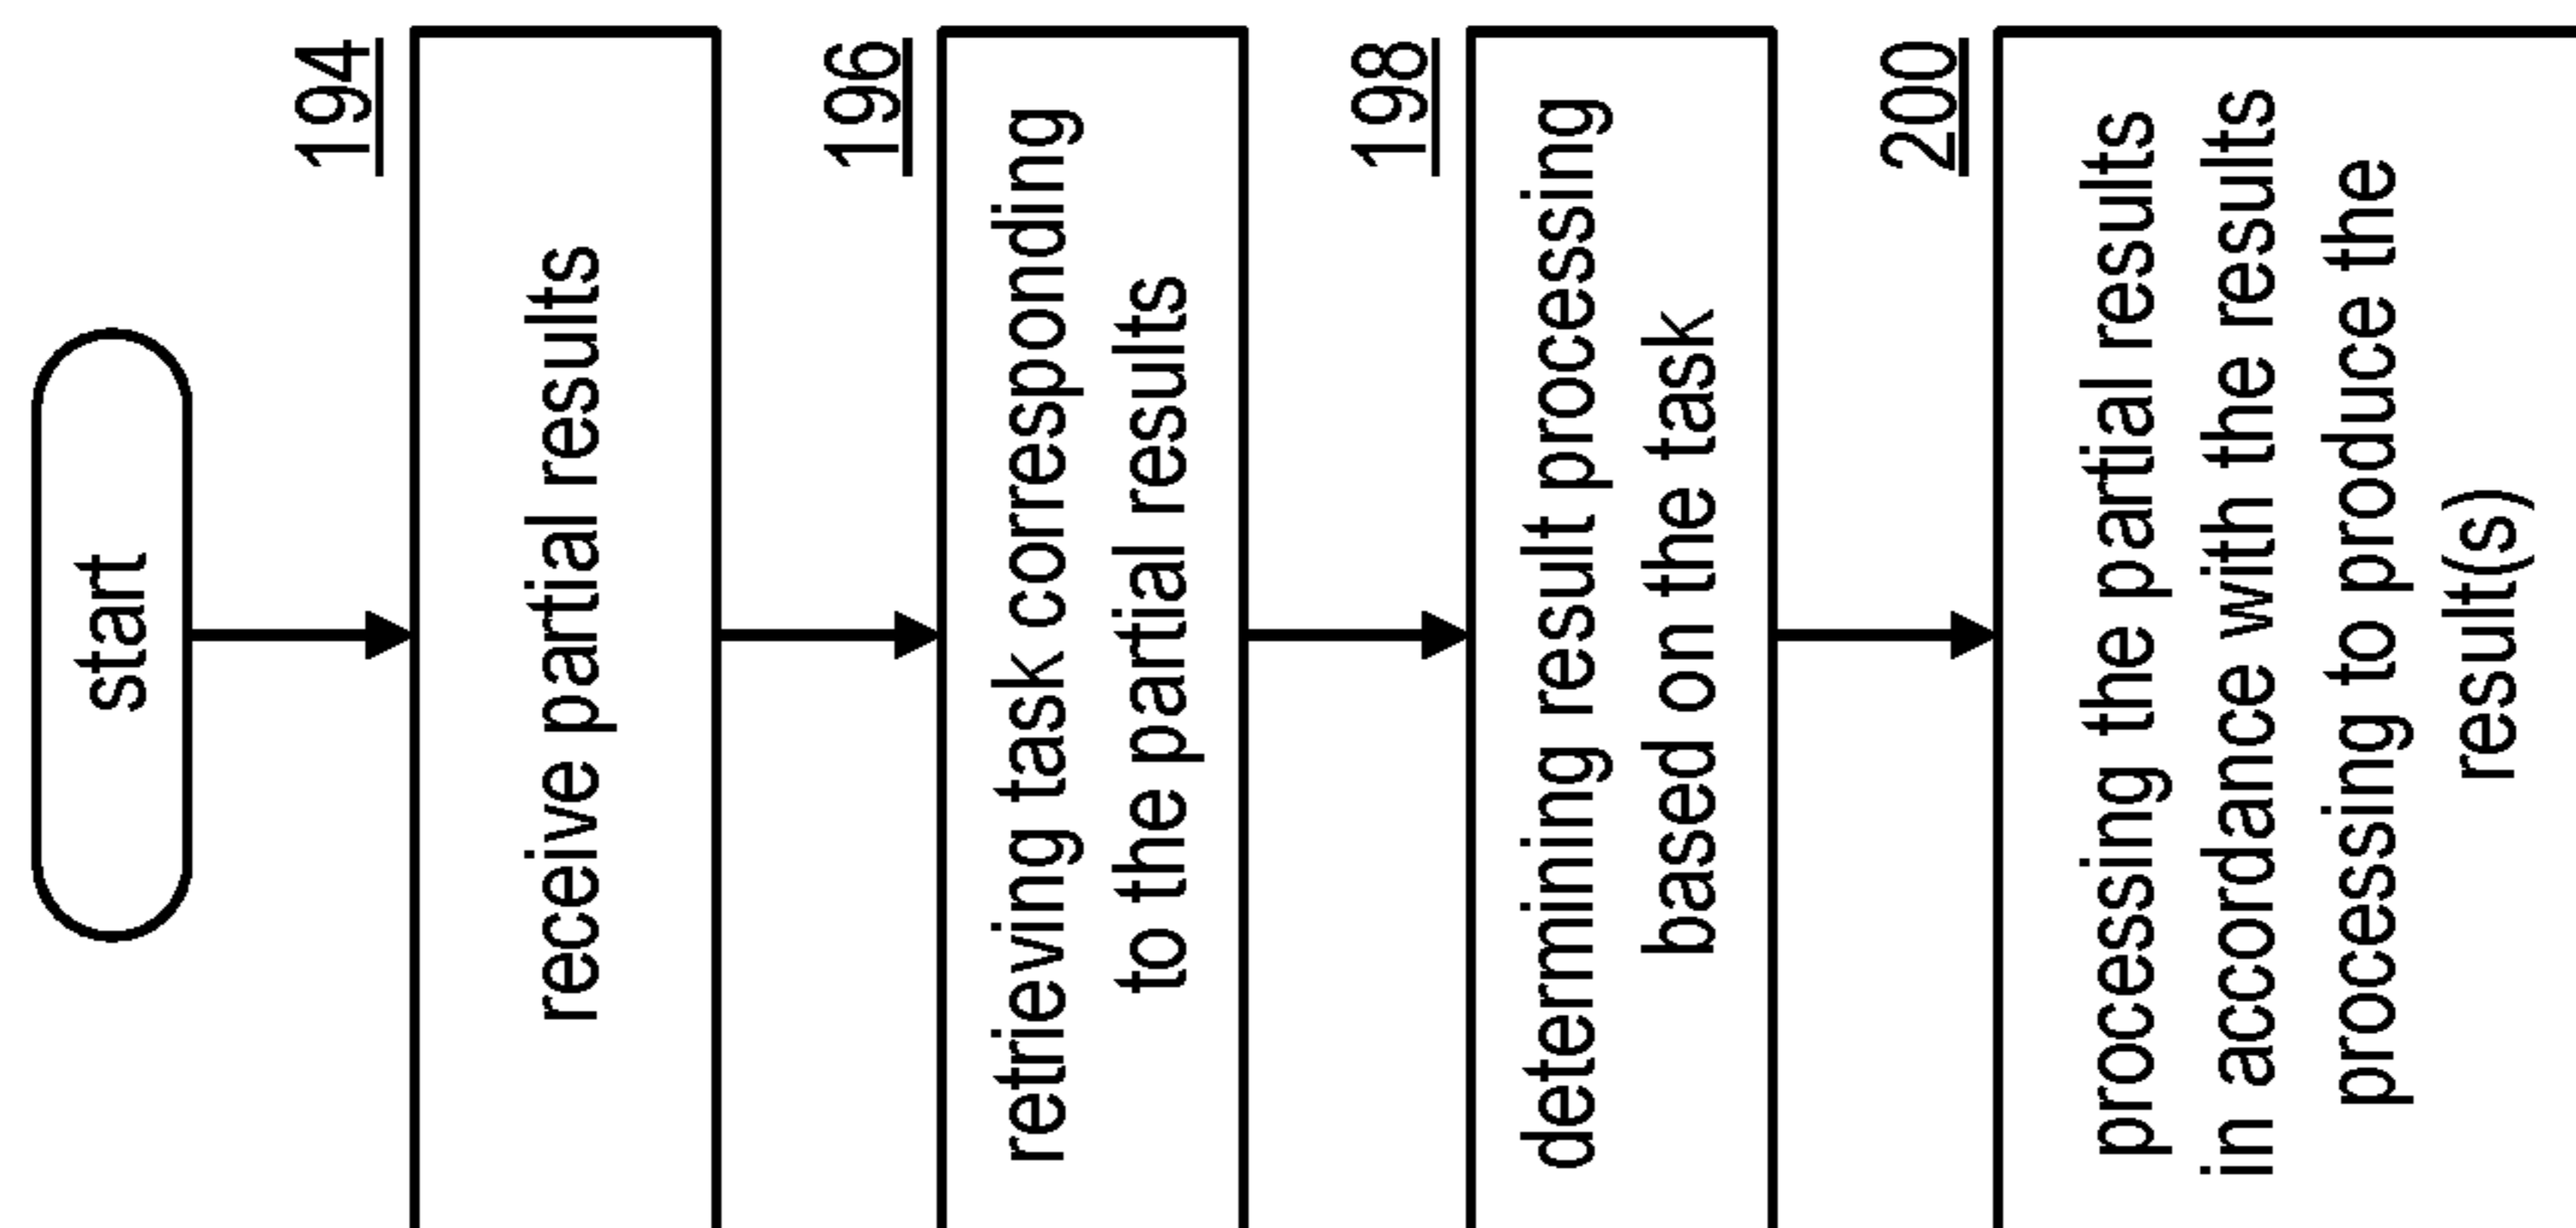 start
194
receive partial results
196
retrieving task corresponding
to the partial results
198
determining result processing
based on the task
200
processing the partial results
in accordance with the results
processing to produce the
result(s)